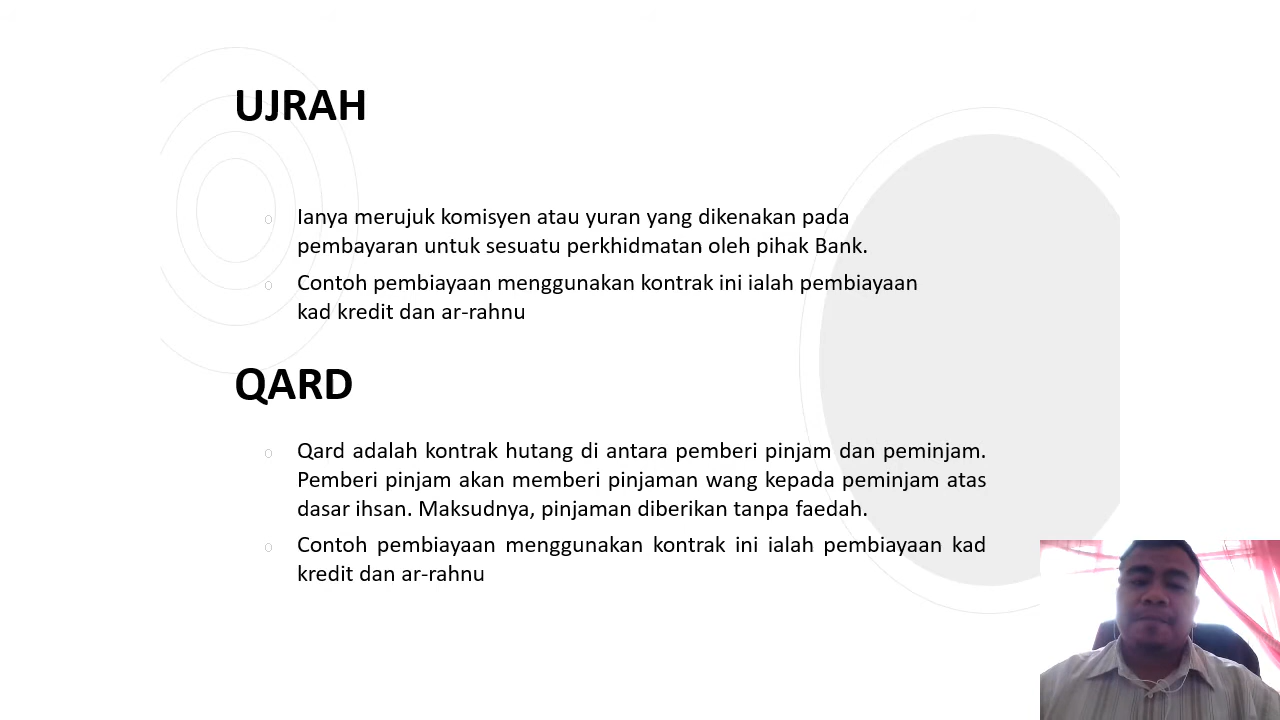 UJRAH
Ianya merujuk komisyen atau yuran yang dikenakan pada
pembayaran untuk sesuatu perkhidmatan oleh pihak Bank.
Contoh pembiayaan menggunakan kontrak ini ialah pembiayaan
kad kredit dan ar-rahnu
QARD
Qard adalah kontrak hutang di antara pemberi pinjam dan peminjam.
Pemberi pinjam akan memberi pinjaman wang kepada peminjam atas
dasar ihsan. Maksudnya, pinjaman diberikan tanpa faedah.
Contoh pembiayaan menggunakan kontrak ini ialah pembiayaan kad
kredit dan ar-rahnu